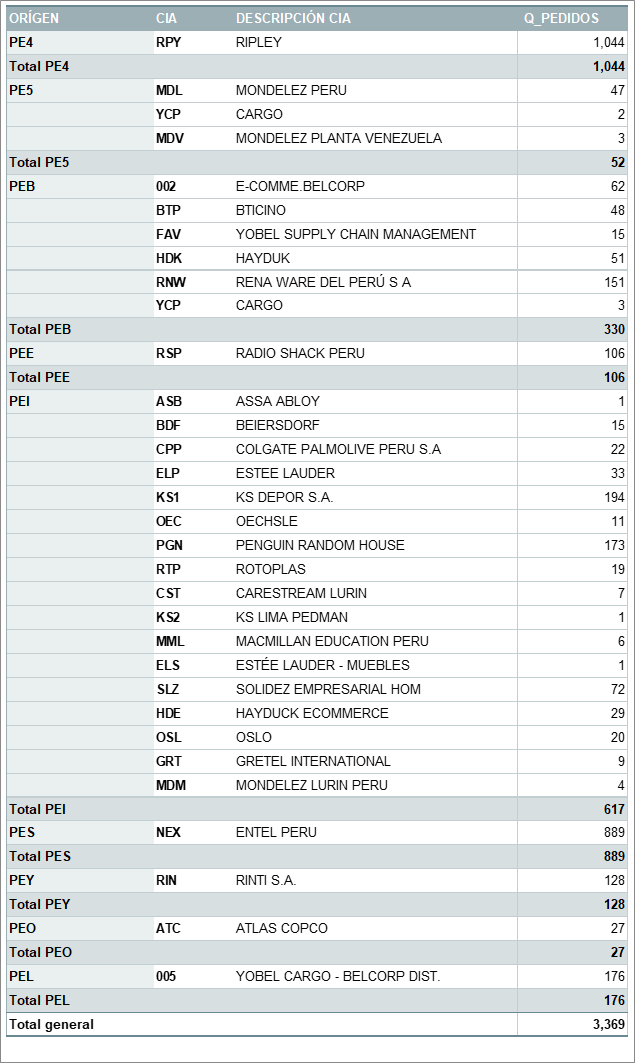 ORÍGEN CIA DESCRIPCIÓN CIA Q_PEDIDOS
PE4 RPY RIPLEY 1,044
Total PE4 1,044
PE5 MDL MONDELEZ PERU 47
YCP CARGO 2
MDV MONDELEZ PLANTA VENEZUELA 3
Total PE5 52
PEB 002 E-COMME.BELCORP 62
BTP BTICINO 48
FAV YOBEL SUPPLY CHAIN MANAGEMENT 15
HDK HAYDUK 51
RNW RENA WARE DEL PERÚ S A 151
YCP CARGO 3
Total PEB 330
PEE RSP RADIO SHACK PERU 106
Total PEE 106
PEI ASB ASSA ABLOY 1
BDF BEIERSDORF 15
CPP COLGATE PALMOLIVE PERU S.A 22
ELP ESTEE LAUDER 33
KS1 KS DEPOR S.A. 194
OEC OECHSLE 11
PGN PENGUIN RANDOM HOUSE 173
RTP ROTOPLAS 19
CST CARESTREAM LURIN 7
KS2 KS LIMA PEDMAN 1
MML MACMILLAN EDUCATION PERU 6
ELS ESTÉE LAUDER - MUEBLES 1
SLZ SOLIDEZ EMPRESARIAL HOM 72
HDE HAYDUCK ECOMMERCE 29
OSL OSLO 20
GRT GRETEL INTERNATIONAL 9
MDM MONDELEZ LURIN PERU 4
Total PEI 617
PES NEX ENTEL PERU 889
Total PES 889
PEY RIN RINTI S.A. 128
Total PEY 128
PEO ATC ATLAS COPCO 27
Total PEO 27
PEL 005 YOBEL CARGO - BELCORP DIST. 176
Total PEL 176
Total general 3,369